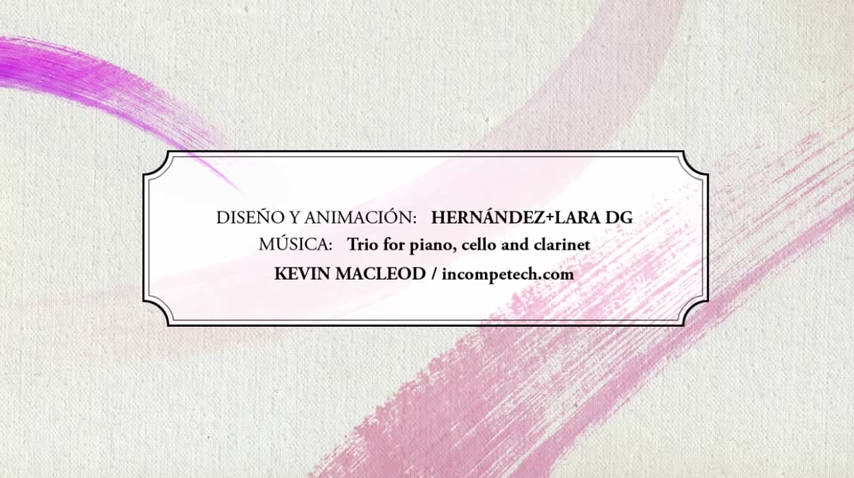 DISEÑO Y ANIMACIÓN: HERNÁNDEZ+LARA DG
MÚSICA: Trio for piano, cello and clarinet
KEVIN MACLEOD / incompetech.com